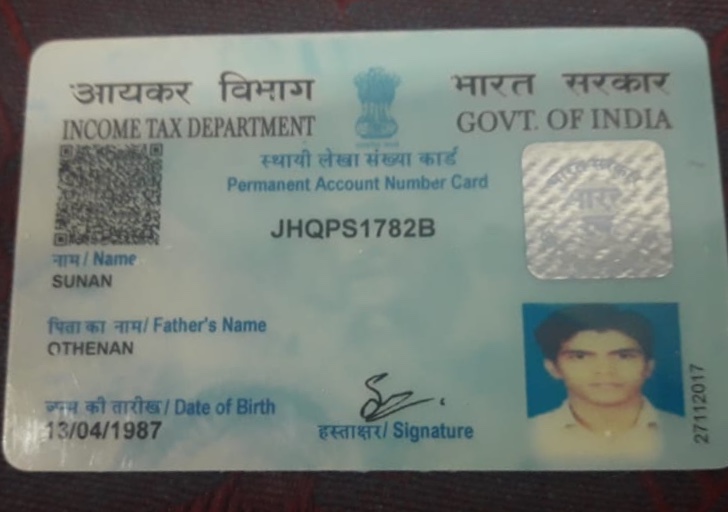 आयकर विभाग
INCOME TAX DEPARTMENT
भारत सरकार
GOVT. OF INDIA
स्थायी लेखा संख्या कार्ड
Permanent Account Number Card
JHQPS1782B
नाम / Name
SUNAN
पिता का नाम/ Father's Name
OTHENAN
जन्म की तारीख / Date of Birth
13/04/1987
हस्ताक्षर/ Signature
27112017